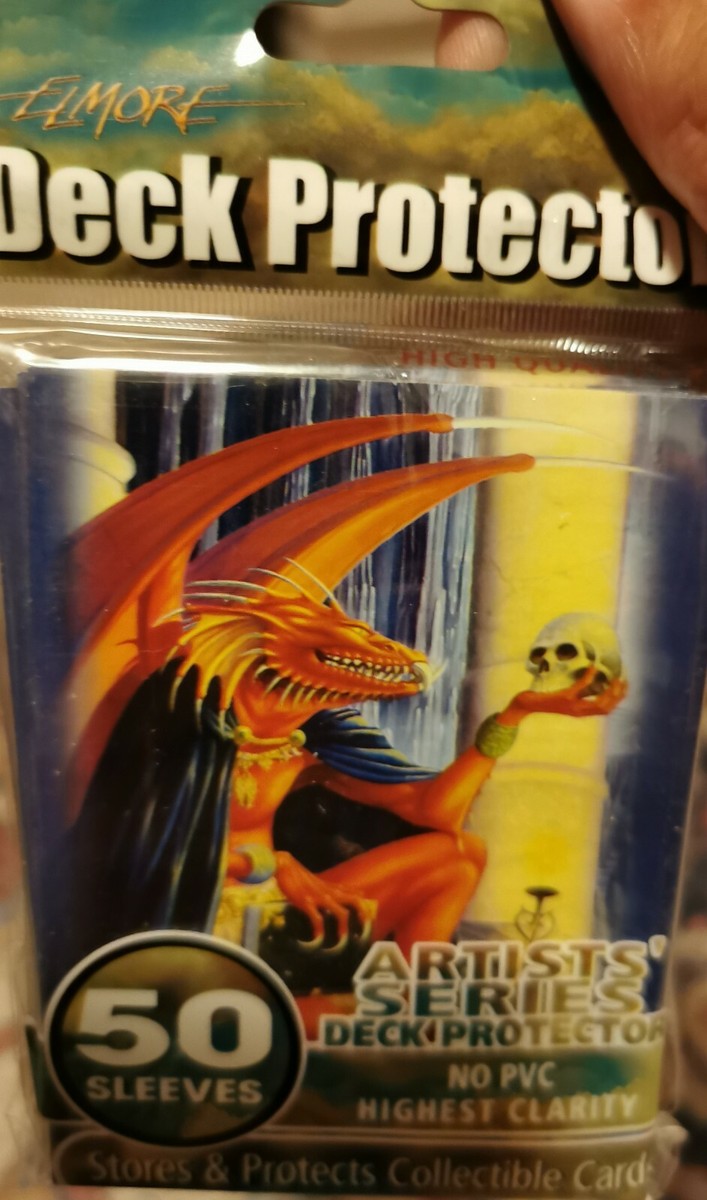 ELMORE
Deck Protecto
HIGH QUA
50
SLEEVES
ARTISTS'
SERIES
DECK PROTECTOR
NO PVC
HIGHEST CLARITY
Stores & Protects Collectible Card